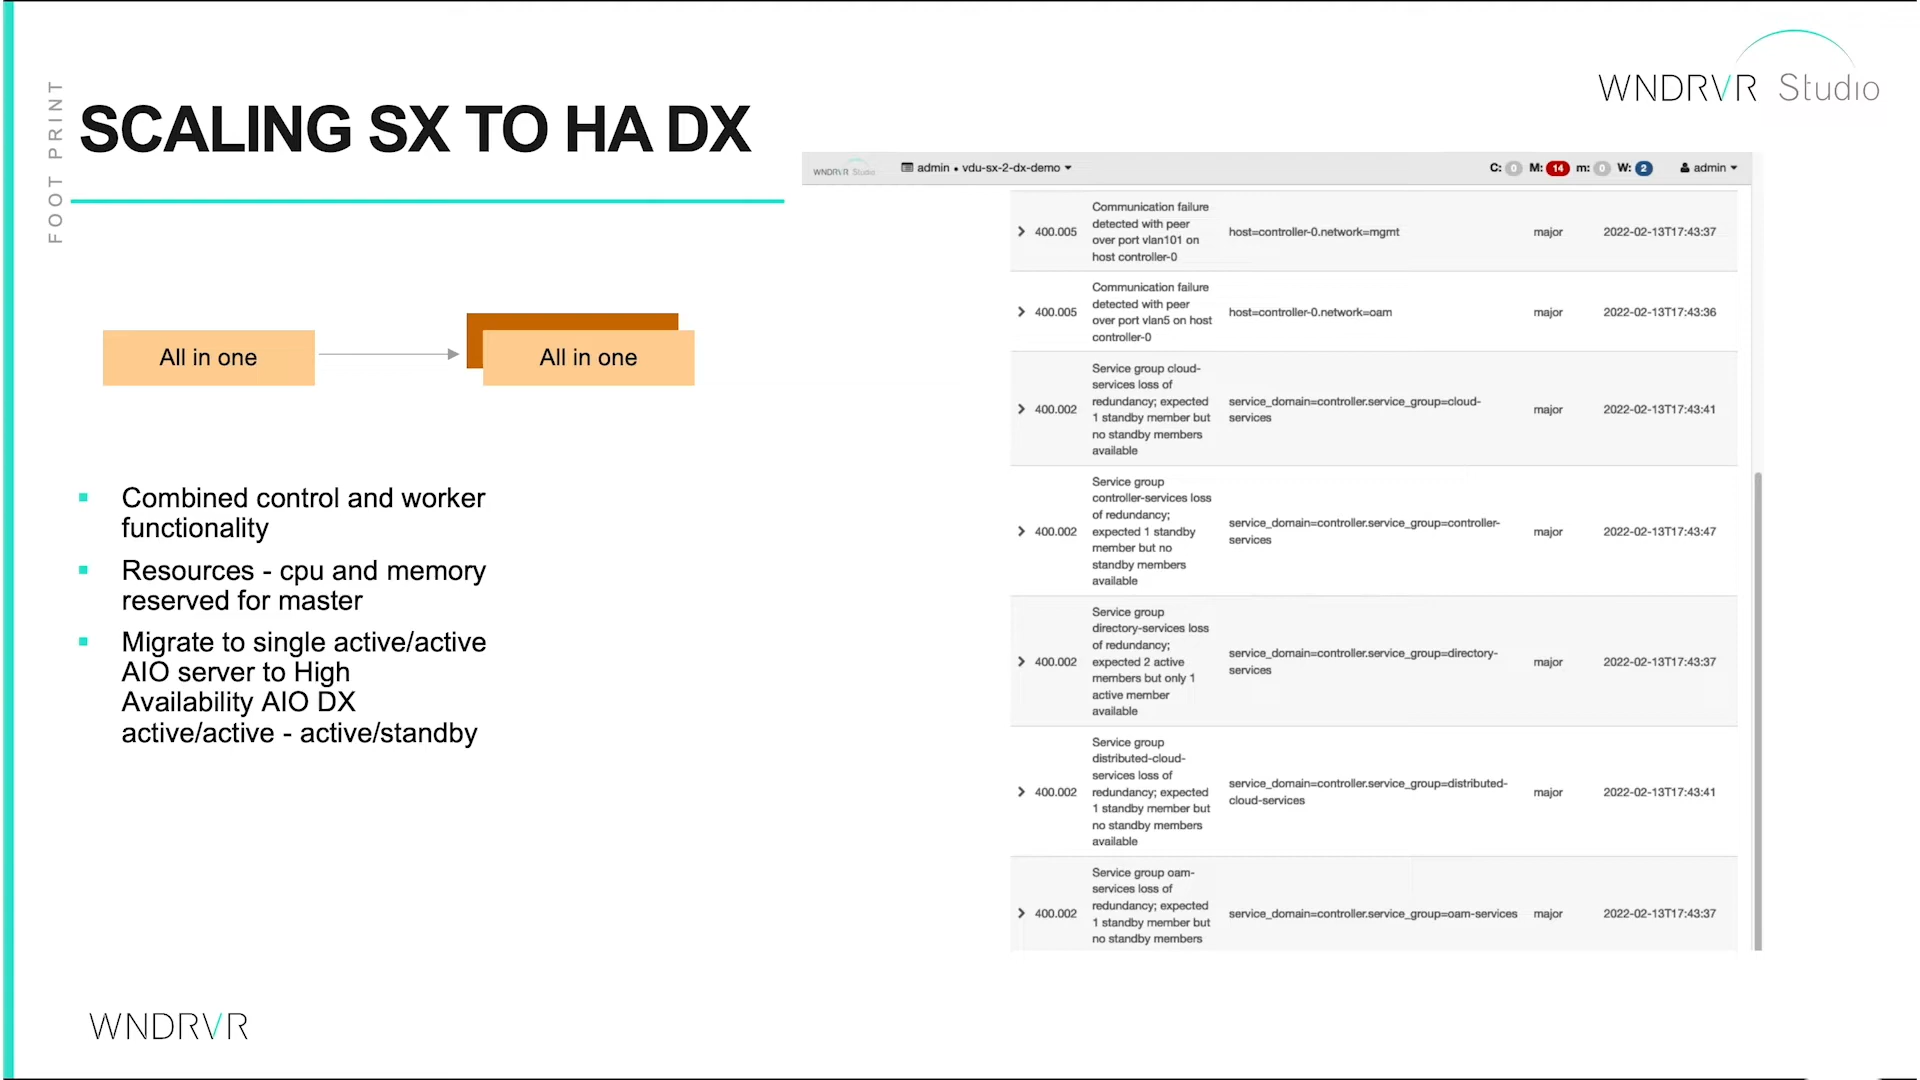 WNDRVR Studio
FOOT PRINT
SCALING SX TO HA DX
All in one
All in one
Combined control and worker
functionality
Resources - cpu and memory
reserved for master
Migrate to single active/active
AIO server to High
Availability AIO DX
active/active - active/standby
WNDRVR
WNDRVR Studio
admin • vdu-sx-2-dx-demo
C: 0 M: 14 m: 0 W: 2
admin
400.005
Communication failure
detected with peer
over port vlan101 on
host controller-0
host=controller-0.network=mgmt
major
2022-02-13T17:43:37
400.005
Communication failure
detected with peer
over port vlan5 on host
controller-0
host=controller-0.network=oam
major
2022-02-13T17:43:36
400.002
Service group cloud-
services loss of
redundancy; expected
1 standby member but
no standby members
available
service_domain=controller.service_group=cloud-
services
major
2022-02-13T17:43:41
400.002
Service group
controller-services loss
of redundancy;
expected 1 standby
member but no
standby members
available
service_domain=controller.service_group=controller-
services
major
2022-02-13T17:43:47
400.002
Service group
directory-services loss
of redundancy;
expected 2 active
members but only 1
active member
available
service_domain=controller.service_group=directory-
services
major
2022-02-13T17:43:37
400.002
Service group
distributed-cloud-
services loss of
redundancy; expected
1 standby member but
no standby members
available
service_domain=controller.service_group=distributed-
cloud-services
major
2022-02-13T17:43:41
400.002
Service group oam-
services loss of
redundancy; expected
1 standby member but
no standby members
service_domain=controller.service_group=oam-services
major
2022-02-13T17:43:37